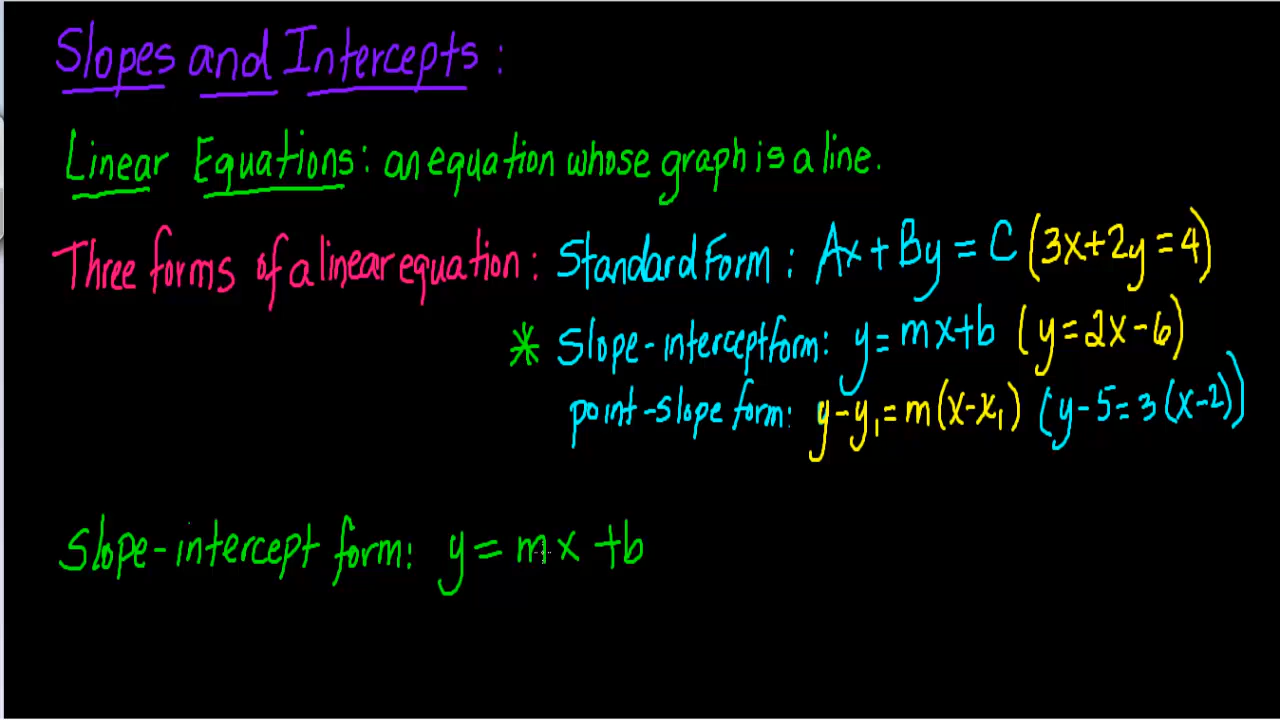 Slopes and Intercepts:
Linear Equations: an equation whose graph is a line.
Three forms of a linear equation: Standard Form: Ax + By = C (3x+2y=4)
* Slope-intercept form: y = mx+b (y=2x-6)
point-slope form: y-y₁=m(x-x₁) (y-5=3(x-2))
Slope-intercept form: y = mx +b